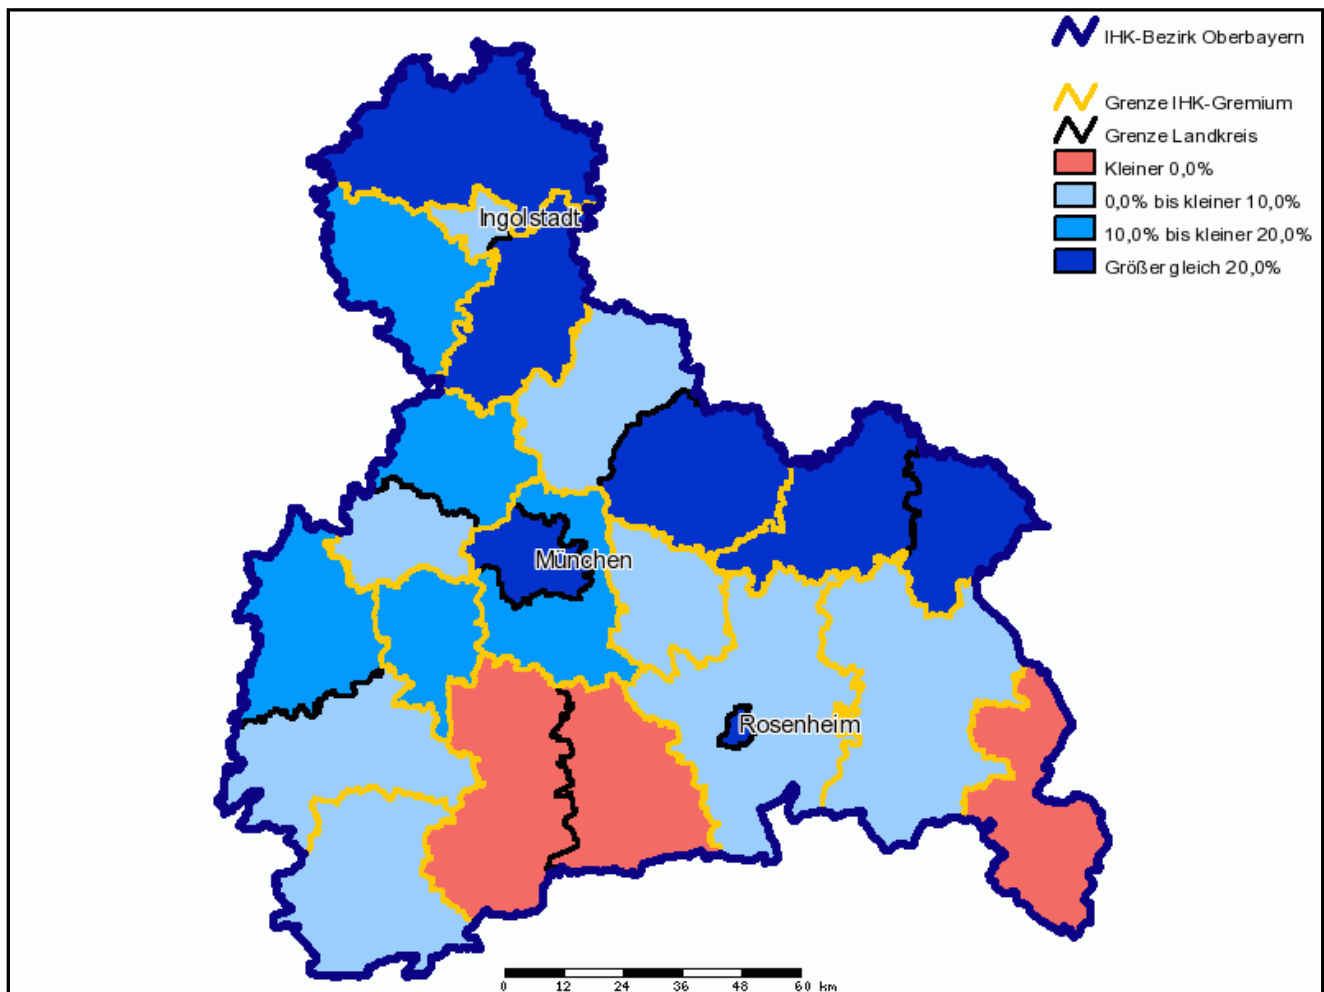 IHK-Bezirk Oberbayern
Grenze IHK-Gremium
Grenze Landkreis
Kleiner 0,0%
0,0% bis kleiner 10,0%
10,0% bis kleiner 20,0%
Größer gleich 20,0%
Ingolstadt
München
Rosenheim
0 12 24 36 48 60 km